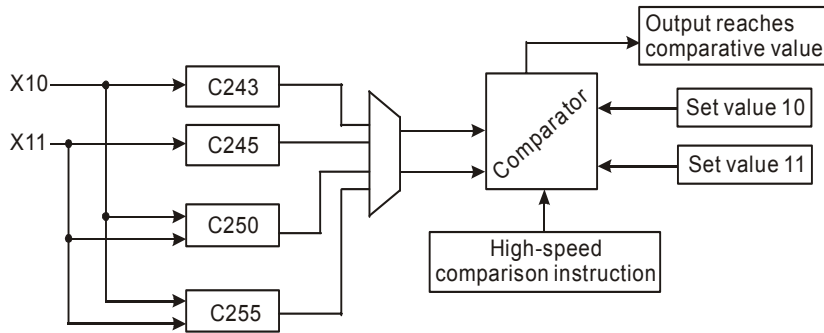 Output reaches
comparative value
X10
C243
Set value 10
X11
C245
Comparator
Set value 11
C250
High-speed
comparison instruction
C255